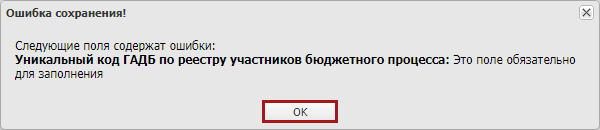 Ошибка сохранения!
Следующие поля содержат ошибки:
Уникальный код ГАДБ по реестру участников бюджетного процесса: Это поле обязательно
для заполнения
OK